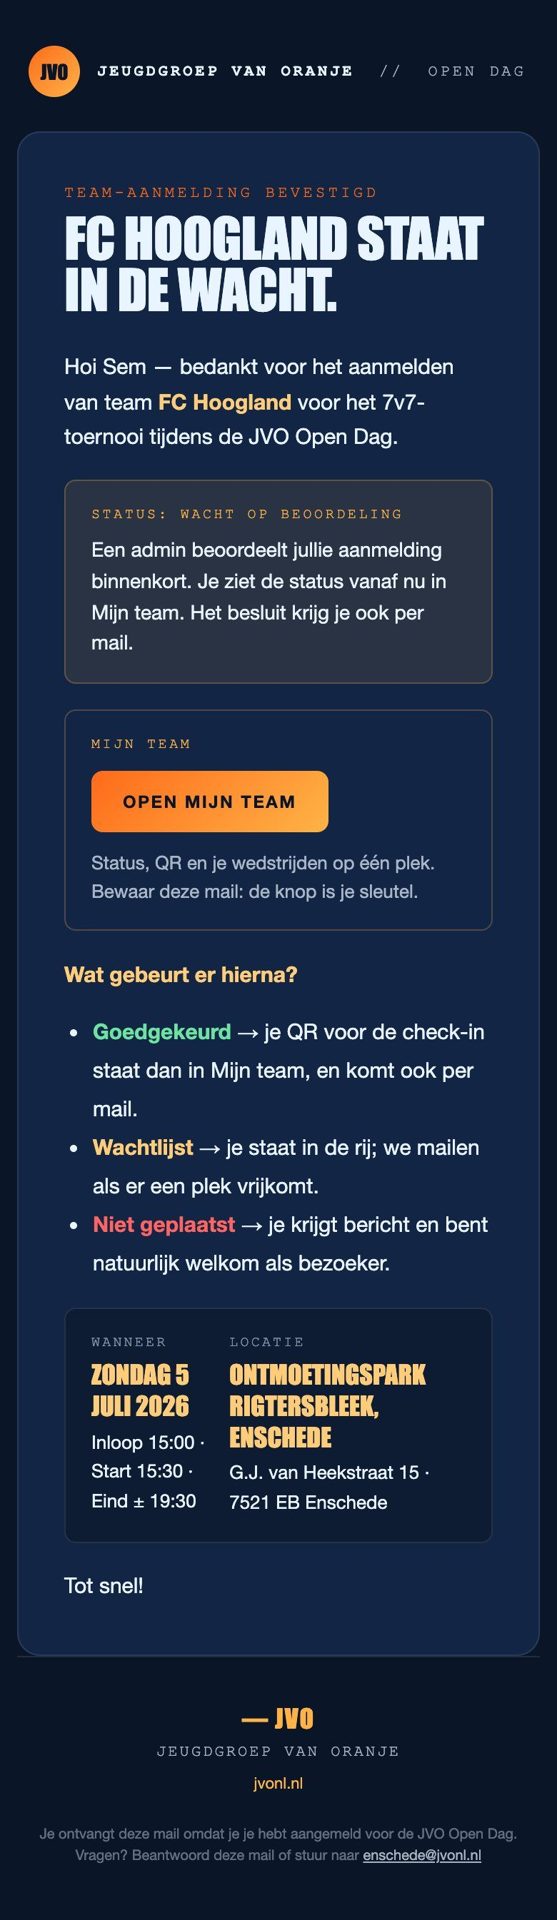 JVO JEUGDGROEP VAN ORANJE // OPEN DAG
TEAM-AANMELDING BEVESTIGD
FC HOOGLAND STAAT
IN DE WACHT.
Hoi Sem — bedankt voor het aanmelden
van team FC Hoogland voor het 7v7-
toernooi tijdens de JVO Open Dag.
STATUS: WACHT OP BEOORDELING
Een admin beoordeelt jullie aanmelding
binnenkort. Je ziet de status vanaf nu in
Mijn team. Het besluit krijg je ook per
mail.
MIJN TEAM
OPEN MIJN TEAM
Status, QR en je wedstrijden op één plek.
Bewaar deze mail: de knop is je sleutel.
Wat gebeurt er hierna?
• Goedgekeurd → je QR voor de check-in
staat dan in Mijn team, en komt ook per
mail.
• Wachtlijst → je staat in de rij; we mailen
als er een plek vrijkomt.
• Niet geplaatst → je krijgt bericht en bent
natuurlijk welkom als bezoeker.
WANNEER
ZONDAG 5
JULI 2026
Inloop 15:00 ·
Start 15:30 ·
Eind ± 19:30
LOCATIE
ONTMOETINGSPARK
RIGTERSBLEEK,
ENSCHEDE
G.J. van Heekstraat 15 ·
7521 EB Enschede
Tot snel!
— JVO
JEUGDGROEP VAN ORANJE
jvonl.nl
Je ontvangt deze mail omdat je je hebt aangemeld voor de JVO Open Dag.
Vragen? Beantwoord deze mail of stuur naar enschede@jvonl.nl